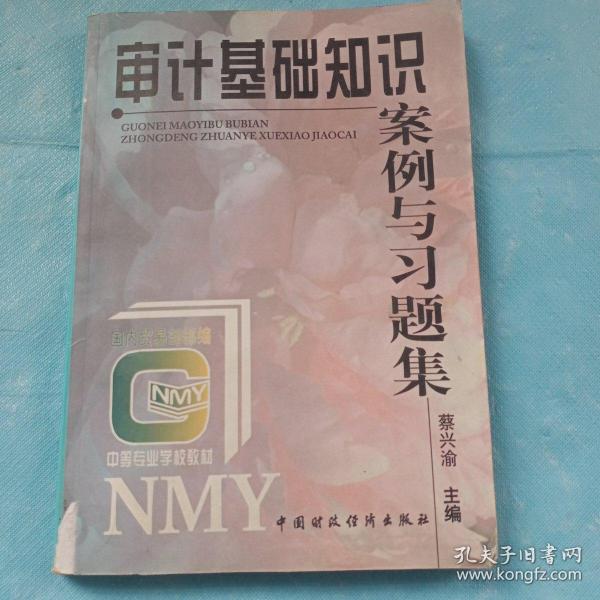 审计基础知识
GUONEI MAOYIBU BUBIAN
ZHONGDENG ZHUANYE XUEXIAO JIAOCAI
案例与习题集
国内贸易部部编
NMY
中等专业学校教材
NMY
蔡兴渝 主编
中国财政经济出版社
孔夫子旧书网
www.kongfz.com